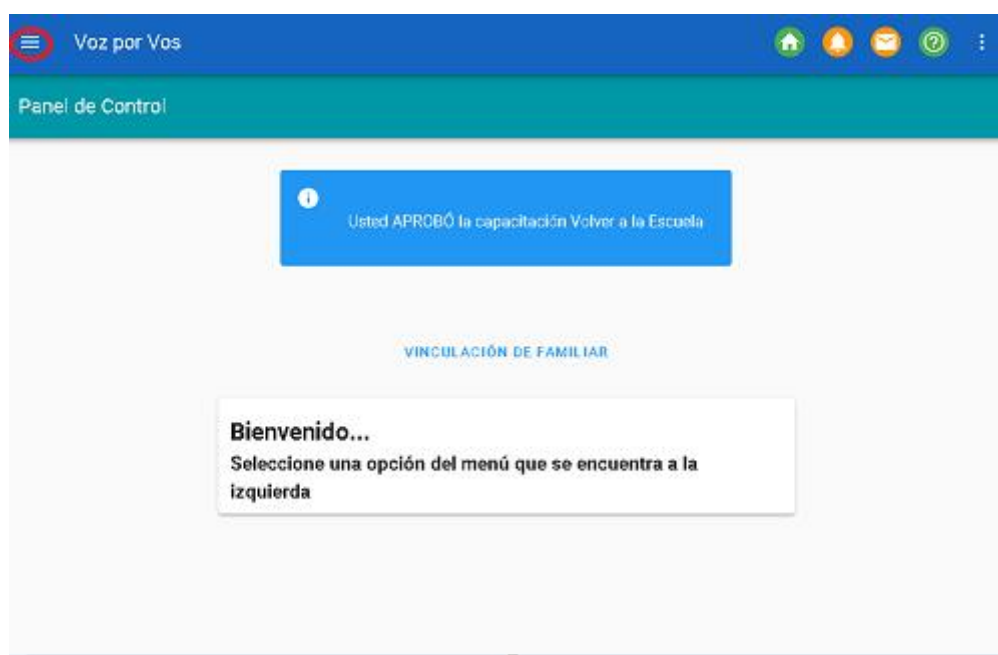 Voz por Vos
Panel de Control
Usted APROBÓ la capacitación Volver a la Escuela
VINCULACIÓN DE FAMILIAR
Bienvenido...
Seleccione una opción del menú que se encuentra a la
izquierda